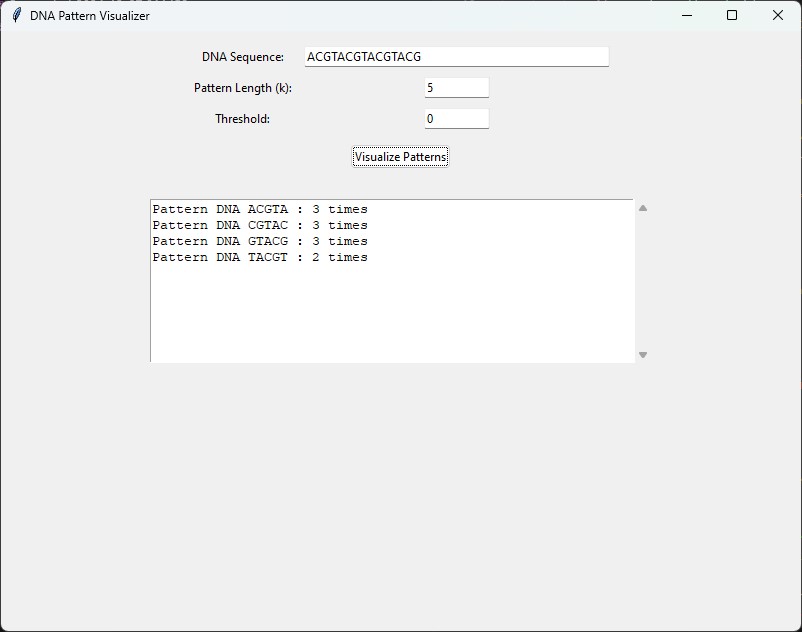 DNA Pattern Visualizer
DNA Sequence: ACGTACGTACGTACG
Pattern Length (k): 5
Threshold: 0
Visualize Patterns
Pattern DNA ACGTA : 3 times
Pattern DNA CGTAC : 3 times
Pattern DNA GTACG : 3 times
Pattern DNA TACGT : 2 times